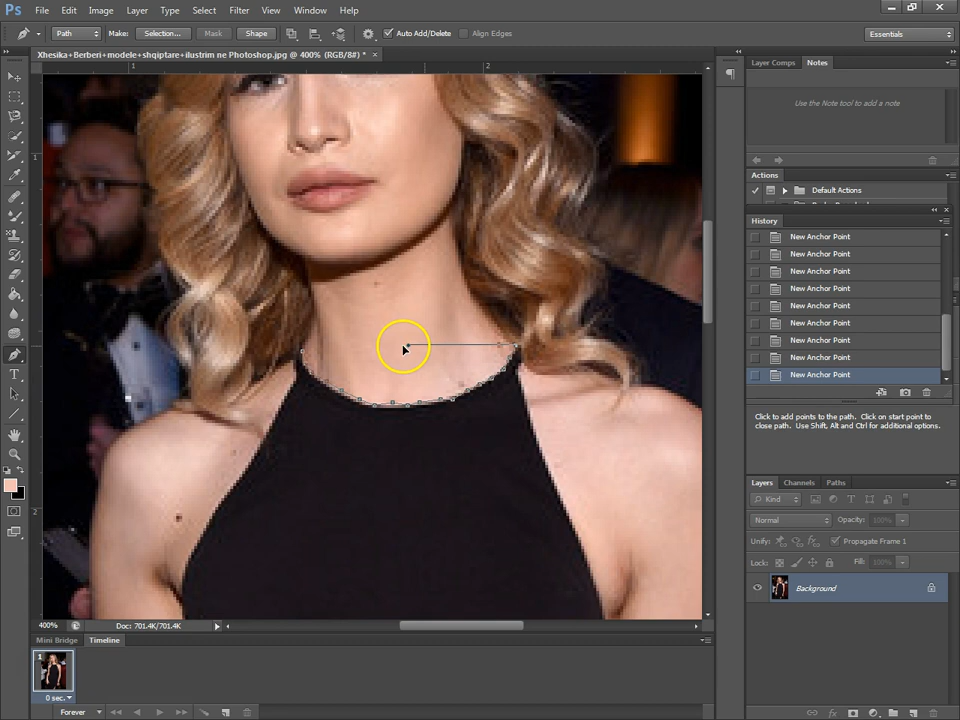 Ps File Edit Image Layer Type Select Filter View Window Help
Path Make: Selection... Mask Shape Auto Add/Delete Align Edges Essentials
Xhesika+Berberi+modele+shqiptare+ilustrim ne Photoshop.jpg @ 400% (RGB/8#) * ×
Layer Comps Notes
1 2
Use the Note tool to add a note
1
Actions
Default Actions
History
New Anchor Point
New Anchor Point
New Anchor Point
New Anchor Point
New Anchor Point
New Anchor Point
New Anchor Point
New Anchor Point
New Anchor Point
Click to add points to the path. Click on start point to
close path. Use Shift, Alt and Ctrl for additional options.
Layers Channels Paths
Kind
2
Normal Opacity: 100%
Unify: Propagate Frame 1
Lock: Fill: 100%
Background
400% Doc: 701.4K/701.4K
Mini Bridge Timeline
1
0 sec.
Forever